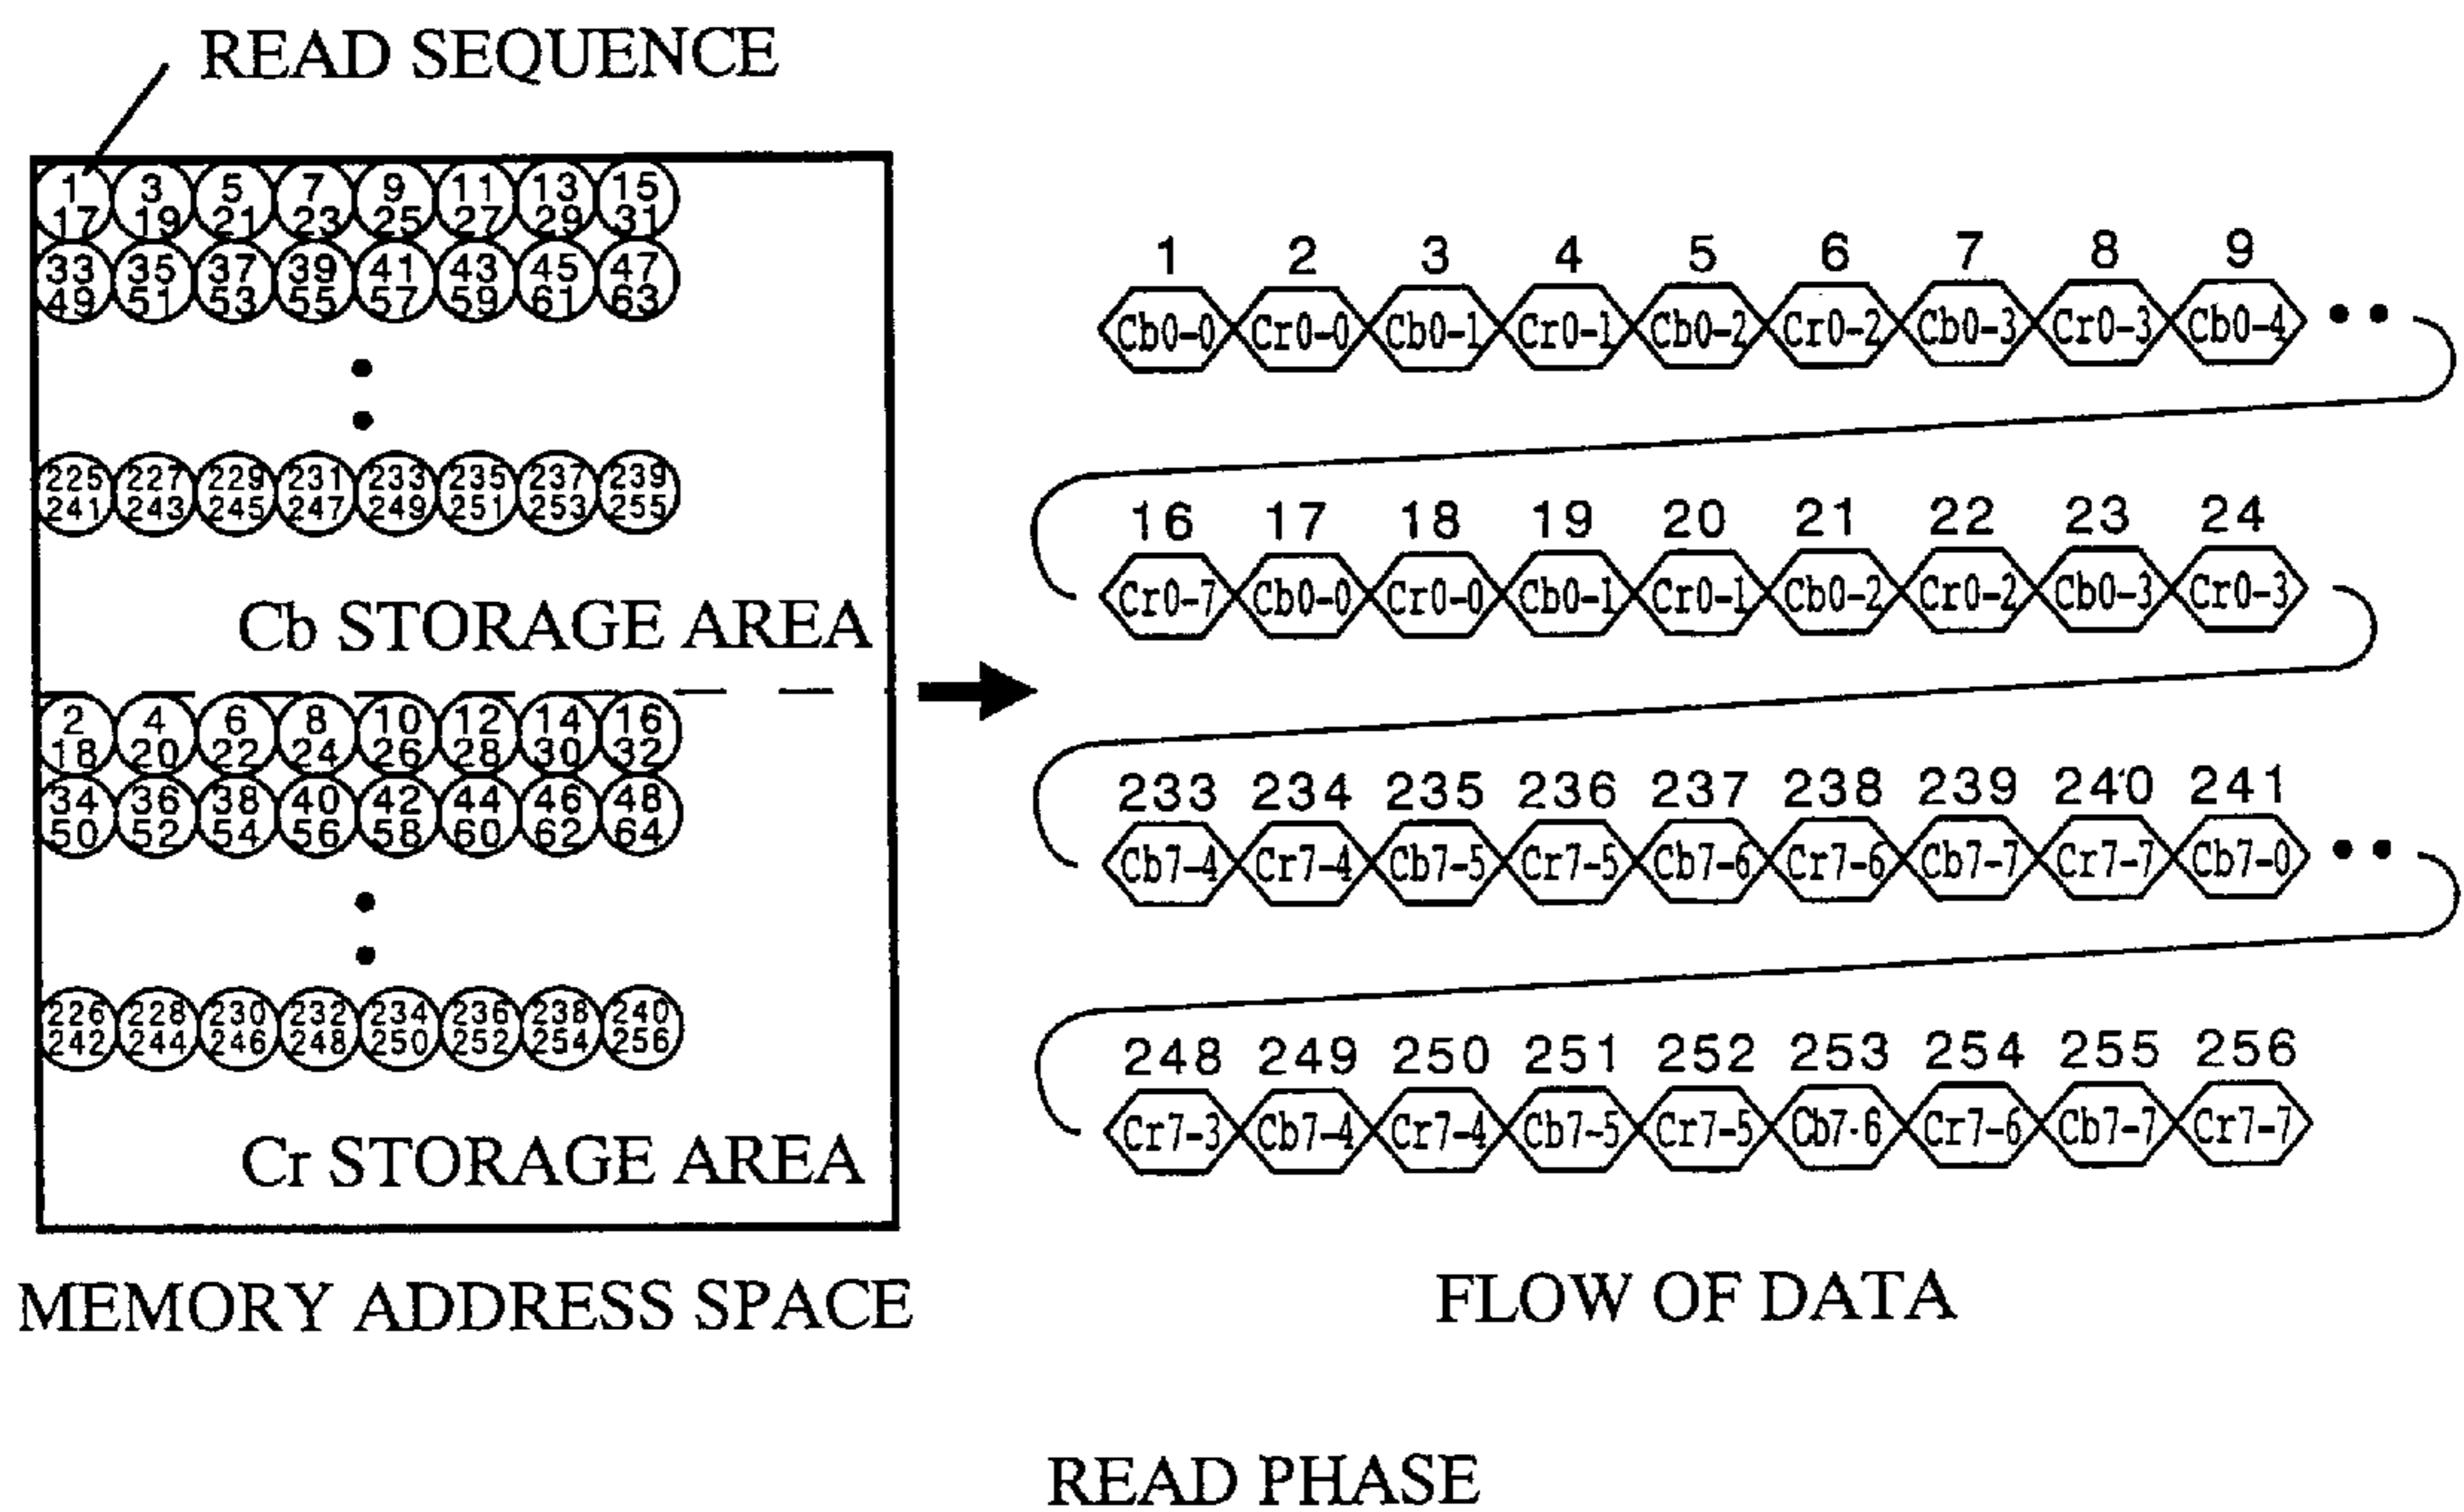 READ SEQUENCE
1 3 5 7 9 11 13 15
17 19 21 23 25 27 29 31
33 35 37 39 41 43 45 47
49 51 53 55 57 59 61 63
225 227 229 231 233 235 237 239
241 243 245 247 249 251 253 255
Cb STORAGE AREA
2 4 6 8 10 12 14 16
18 20 22 24 26 28 30 32
34 36 38 40 42 44 46 48
50 52 54 56 58 60 62 64
226 228 230 232 234 236 238 240
242 244 246 248 250 252 254 256
Cr STORAGE AREA
MEMORY ADDRESS SPACE
1 2 3 4 5 6 7 8 9
Cb0-0 Cr0-0 Cb0-1 Cr0-1 Cb0-2 Cr0-2 Cb0-3 Cr0-3 Cb0-4
16 17 18 19 20 21 22 23 24
Cr0-7 Cb0-0 Cr0-0 Cb0-1 Cr0-1 Cb0-2 Cr0-2 Cb0-3 Cr0-3
233 234 235 236 237 238 239 240 241
Cb7-4 Cr7-4 Cb7-5 Cr7-5 Cb7-6 Cr7-6 Cb7-7 Cr7-7 Cb7-0
248 249 250 251 252 253 254 255 256
Cr7-3 Cb7-4 Cr7-4 Cb7-5 Cr7-5 Cb7-6 Cr7-6 Cb7-7 Cr7-7
FLOW OF DATA
READ PHASE